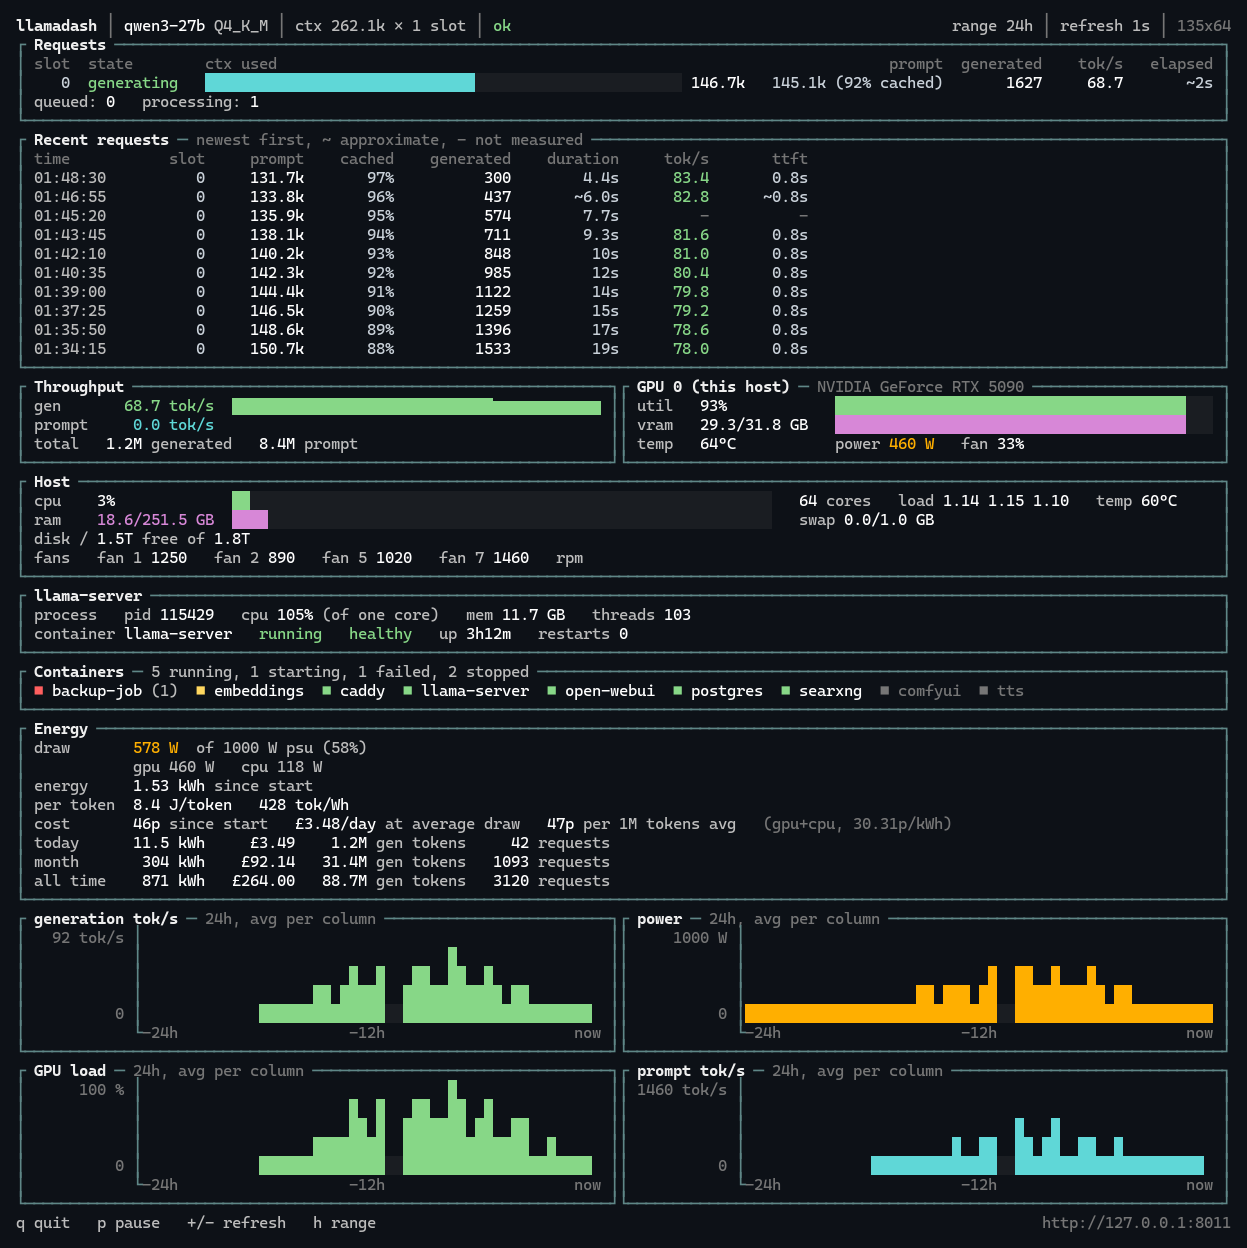 llamadash │ qwen3-27b Q4_K_M │ ctx 262.1k × 1 slot │ ok range 24h │ refresh 1s │ 135x64
Requests
slot state ctx used prompt generated tok/s elapsed
0 generating 146.7k 145.1k (92% cached) 1627 68.7 ~2s
queued: 0 processing: 1
Recent requests — newest first, ~ approximate, — not measured
time slot prompt cached generated duration tok/s ttft
01:48:30 0 131.7k 97% 300 4.4s 83.4 0.8s
01:46:55 0 133.8k 96% 437 ~6.0s 82.8 ~0.8s
01:45:20 0 135.9k 95% 574 7.7s — —
01:43:45 0 138.1k 94% 711 9.3s 81.6 0.8s
01:42:10 0 140.2k 93% 848 10s 81.0 0.8s
01:40:35 0 142.3k 92% 985 12s 80.4 0.8s
01:39:00 0 144.4k 91% 1122 14s 79.8 0.8s
01:37:25 0 146.5k 90% 1259 15s 79.2 0.8s
01:35:50 0 148.6k 89% 1396 17s 78.6 0.8s
01:34:15 0 150.7k 88% 1533 19s 78.0 0.8s
Throughput
gen 68.7 tok/s
prompt 0.0 tok/s
total 1.2M generated 8.4M prompt
GPU 0 (this host) — NVIDIA GeForce RTX 5090
util 93%
vram 29.3/31.8 GB
temp 64°C power 460 W fan 33%
Host
cpu 3% 64 cores load 1.14 1.15 1.10 temp 60°C
ram 18.6/251.5 GB swap 0.0/1.0 GB
disk / 1.5T free of 1.8T
fans fan 1 1250 fan 2 890 fan 5 1020 fan 7 1460 rpm
llama-server
process pid 115429 cpu 105% (of one core) mem 11.7 GB threads 103
container llama-server running healthy up 3h12m restarts 0
Containers — 5 running, 1 starting, 1 failed, 2 stopped
■ backup-job (1) ■ embeddings ■ caddy ■ llama-server ■ open-webui ■ postgres ■ searxng ■ comfyui ■ tts
Energy
draw 578 W of 1000 W psu (58%)
gpu 460 W cpu 118 W
energy 1.53 kWh since start
per token 8.4 J/token 428 tok/Wh
cost 46p since start £3.48/day at average draw 47p per 1M tokens avg (gpu+cpu, 30.31p/kWh)
today 11.5 kWh £3.49 1.2M gen tokens 42 requests
month 304 kWh £92.14 31.4M gen tokens 1093 requests
all time 871 kWh £264.00 88.7M gen tokens 3120 requests
generation tok/s — 24h, avg per column
92 tok/s
0
-24h -12h now
power — 24h, avg per column
1000 W
0
-24h -12h now
GPU load — 24h, avg per column
100 %
0
-24h -12h now
prompt tok/s — 24h, avg per column
1460 tok/s
0
-24h -12h now
q quit p pause +/- refresh h range http://127.0.0.1:8011